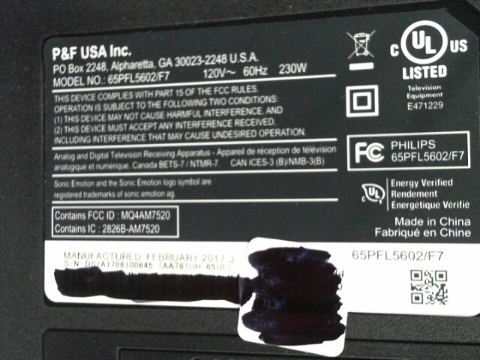 P&F USA Inc.
PO Box 2248, Alpharetta, GA 30023-2248 U.S.A.
MODEL NO.: 65PFL5602/F7 120V~ 60Hz 230W
THIS DEVICE COMPLIES WITH PART 15 OF THE FCC RULES.
OPERATION IS SUBJECT TO THE FOLLOWING TWO CONDITIONS:
(1) THIS DEVICE MAY NOT CAUSE HARMFUL INTERFERENCE, AND
(2) THIS DEVICE MUST ACCEPT ANY INTERFERENCE RECEIVED,
INCLUDING INTERFERENCE THAT MAY CAUSE UNDESIRED OPERATION.
Analog and Digital Television Receiving Apparatus - Appareil de réception de télévision
analogique et numérique, Canada BETS-7 / NTMR-7. CAN ICES-3 (B)/NMB-3(B)
Sonic Emotion and the Sonic Emotion logo symbol are
registered trademarks of sonic emotion ag.
Contains FCC ID : MQ4AM7520
Contains IC : 2826B-AM7520
C UL US
LISTED
Television
Equipment
E471229
FC PHILIPS
65PFL5602/F7
C UL US
Energy Verified
Rendement
Énergétique Vérifié
Made in China
Fabriqué en Chine
MANUFACTURED FEBRUARY 2017 J
65PFL5602/F7
S/N